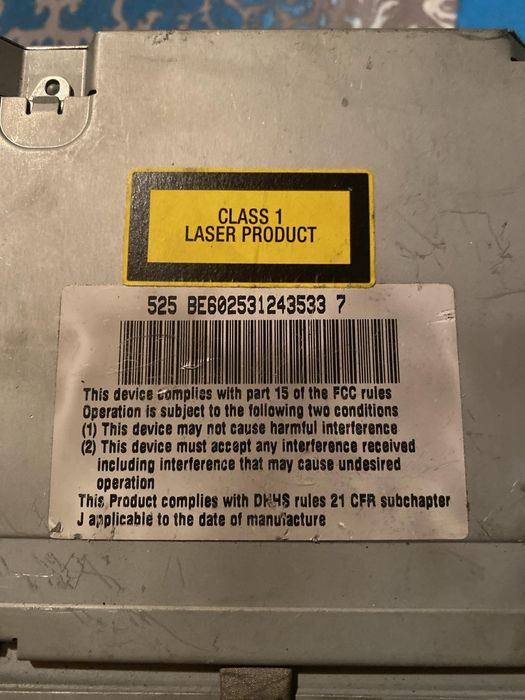 CLASS 1
LASER PRODUCT
525 BE602531243533 7
This device complies with part 15 of the FCC rules
Operation is subject to the following two conditions
(1) This device may not cause harmful interference
(2) This device must accept any interference received
including interference that may cause undesired
operation
This Product complies with DHHS rules 21 CFR subchapter
J applicable to the date of manufacture